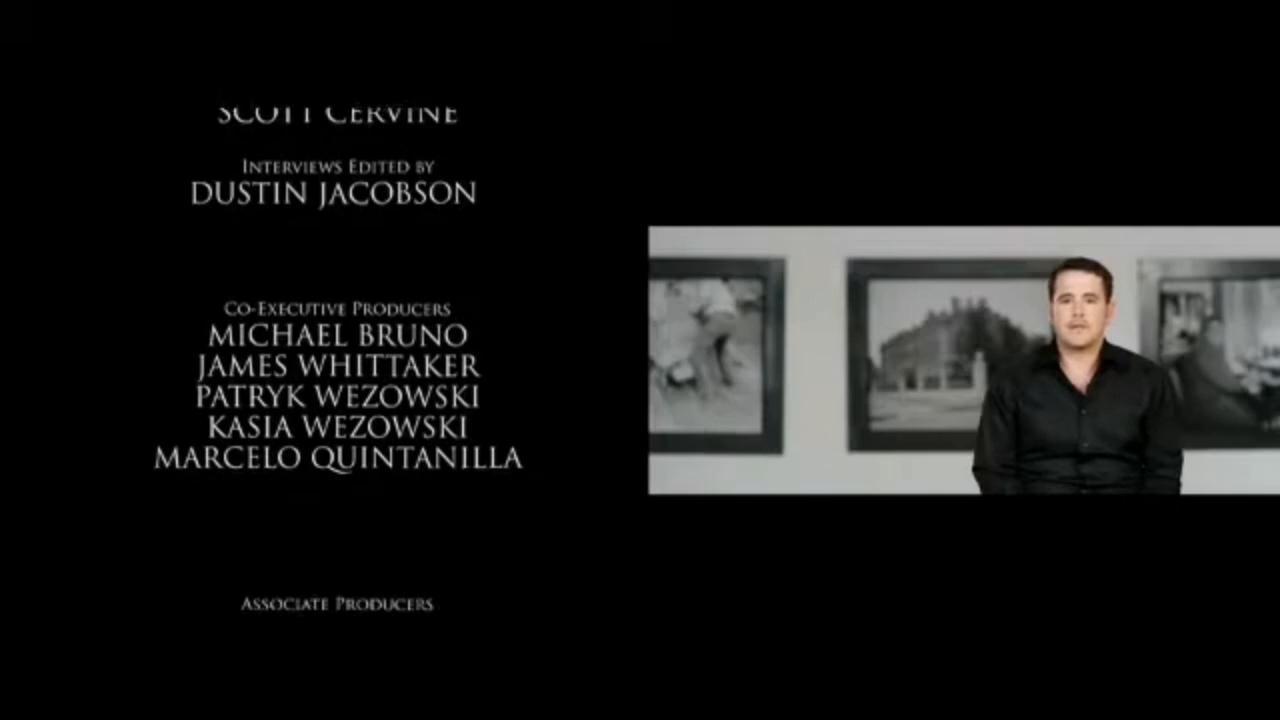 SCOTT CERVINE
INTERVIEWS EDITED BY
DUSTIN JACOBSON
CO-EXECUTIVE PRODUCERS
MICHAEL BRUNO
JAMES WHITTAKER
PATRYK WEZOWSKI
KASIA WEZOWSKI
MARCELO QUINTANILLA
ASSOCIATE PRODUCERS